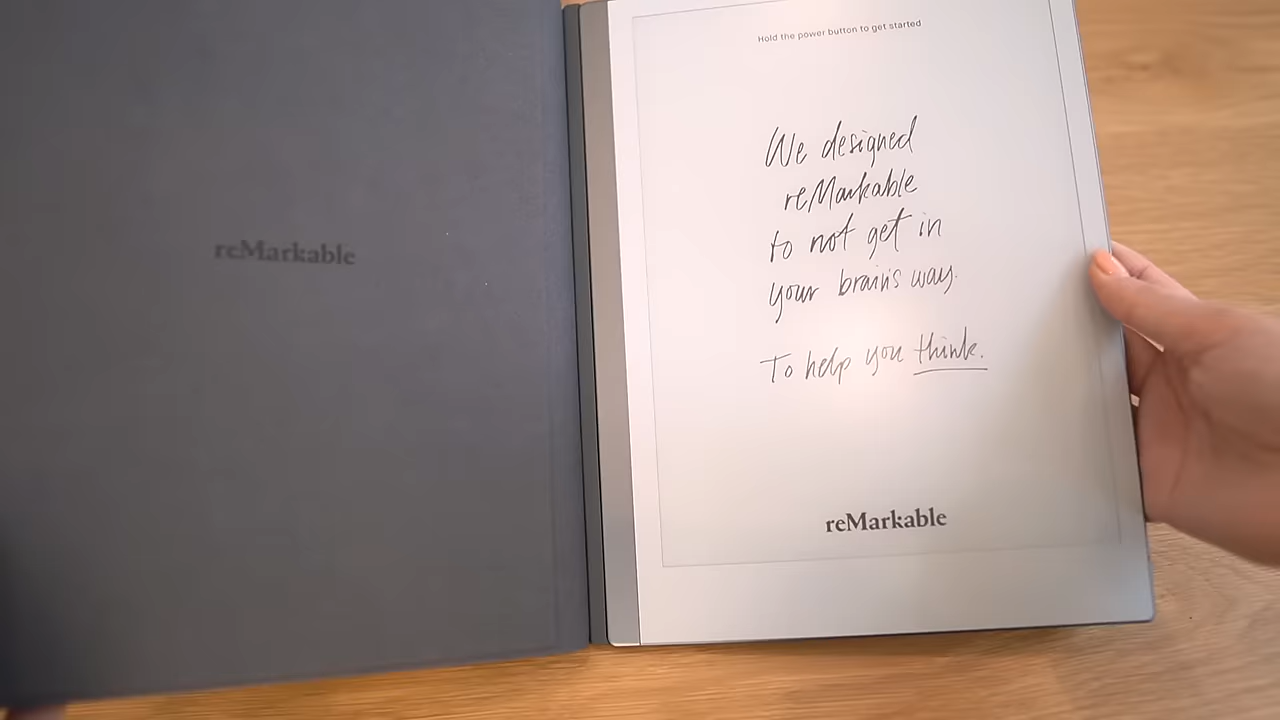 reMarkable
Hold the power button to get started
We designed
reMarkable
to not get in
your brain's way.
To help you think.
reMarkable